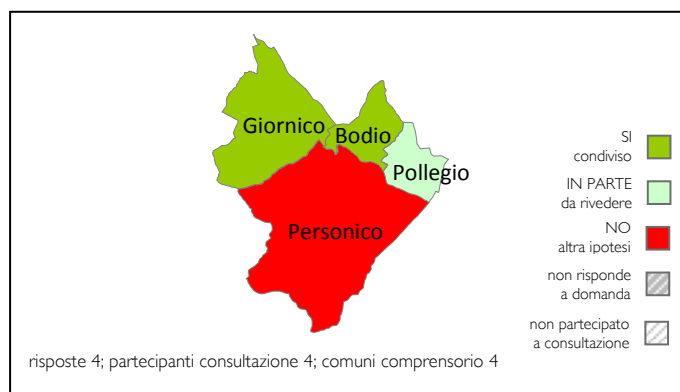 Giornico
Bodio
Pollegio
Personico
SI
condiviso
IN PARTE
da rivedere
NO
altra ipotesi
non risponde
a domanda
non partecipato
a consultazione
risposte 4; partecipanti consultazione 4; comuni comprensorio 4